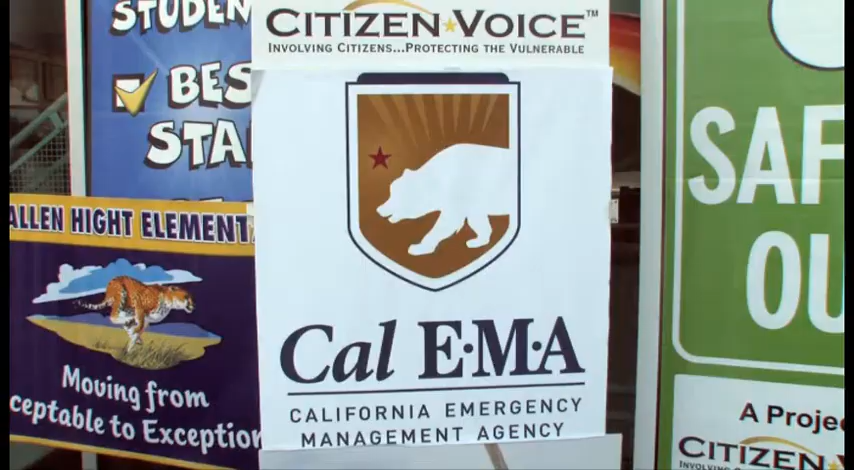 STUDEN
BES
STA
CITIZEN VOICE™
INVOLVING CITIZENS...PROTECTING THE VULNERABLE
ALLEN HIGHT ELEMENT
Moving from
ceptable to Exception
Cal E·M·A
CALIFORNIA EMERGENCY
MANAGEMENT AGENCY
SAF
OU
A Projec
CITIZEN V